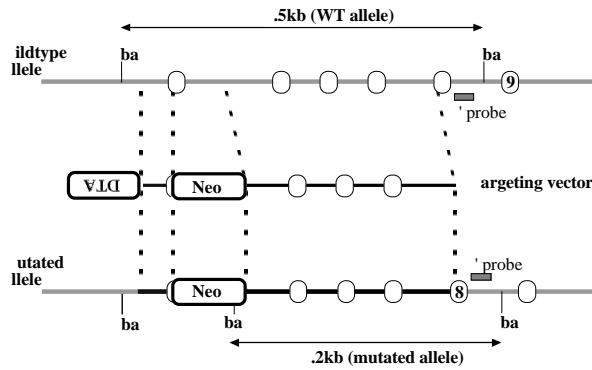 .5kb (WT allele)
ildtype
llele
ba
ba
9
' probe
DTA
Neo
argeting vector
utated
llele
Neo
8
' probe
ba
ba
ba
.2kb (mutated allele)